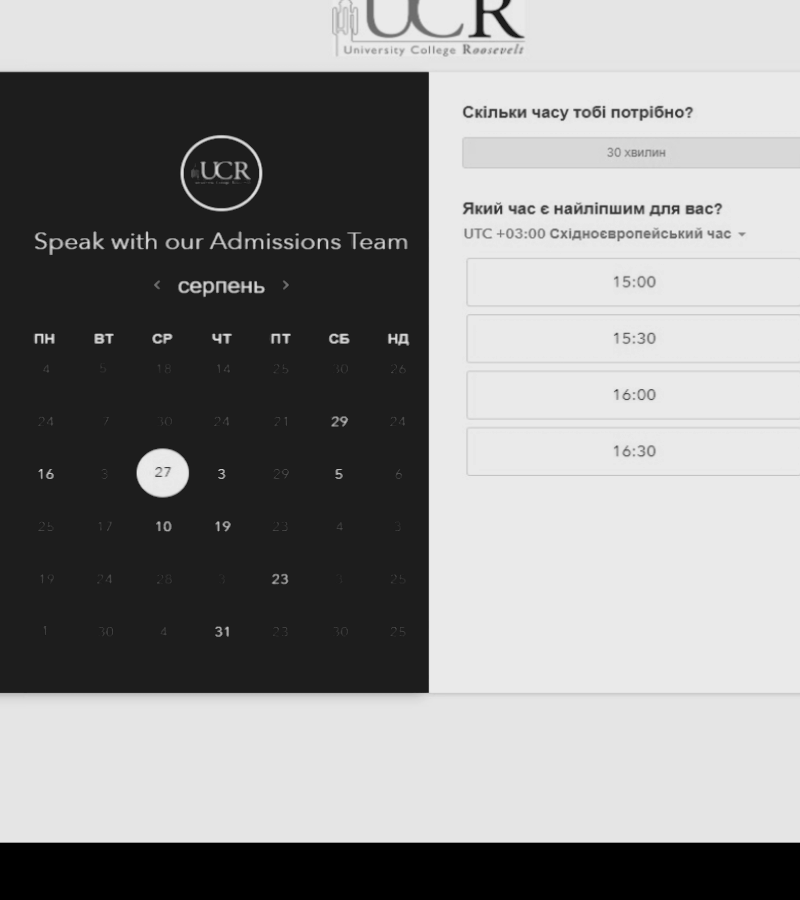 UCR
University College Roosevelt
UCR
Speak with our Admissions Team
‹ серпень ›
ПН ВТ СР ЧТ ПТ СБ НД
4 5 18 14 25 30 26
24 7 30 24 21 29 24
16 3 27 3 29 5 6
25 17 10 19 23 4 3
19 24 28 3 23 3 25
1 30 4 31 23 30 25
Скільки часу тобі потрібно?
30 хвилин
Який час є найліпшим для вас?
UTC +03:00 Східноєвропейський час
15:00
15:30
16:00
16:30